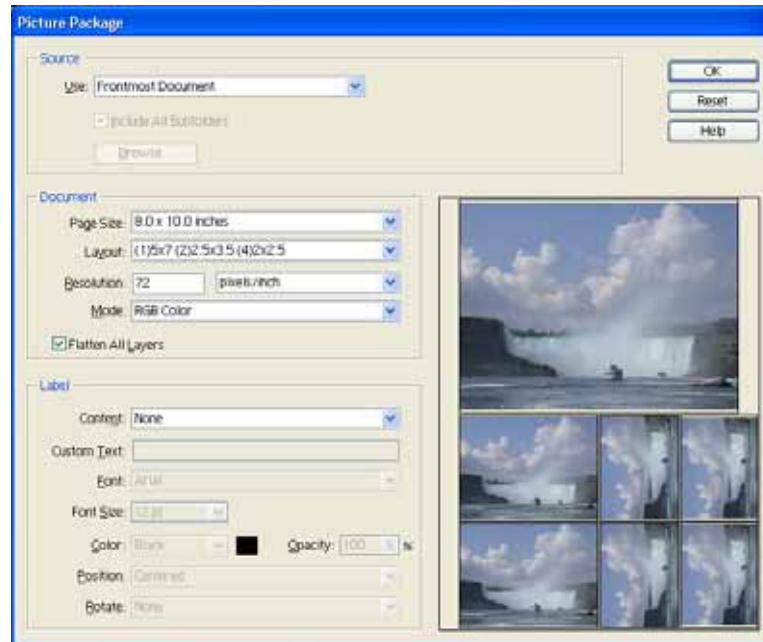 Picture Package
Source
Use: Frontmost Document
Include All Subfolders
Browse
OK
Reset
Help
Document
Page Size: 8.0 x 10.0 inches
Layout: (1)5x7 (2)2.5x3.5 (4)2x2.5
Resolution: 72 pixels/inch
Mode: RGB Color
Flatten All Layers
Label
Content: None
Custom Text:
Font: Arial
Font Size: 12 pt
Color: Black Opacity: 100 %
Position: Centered
Rotate: None